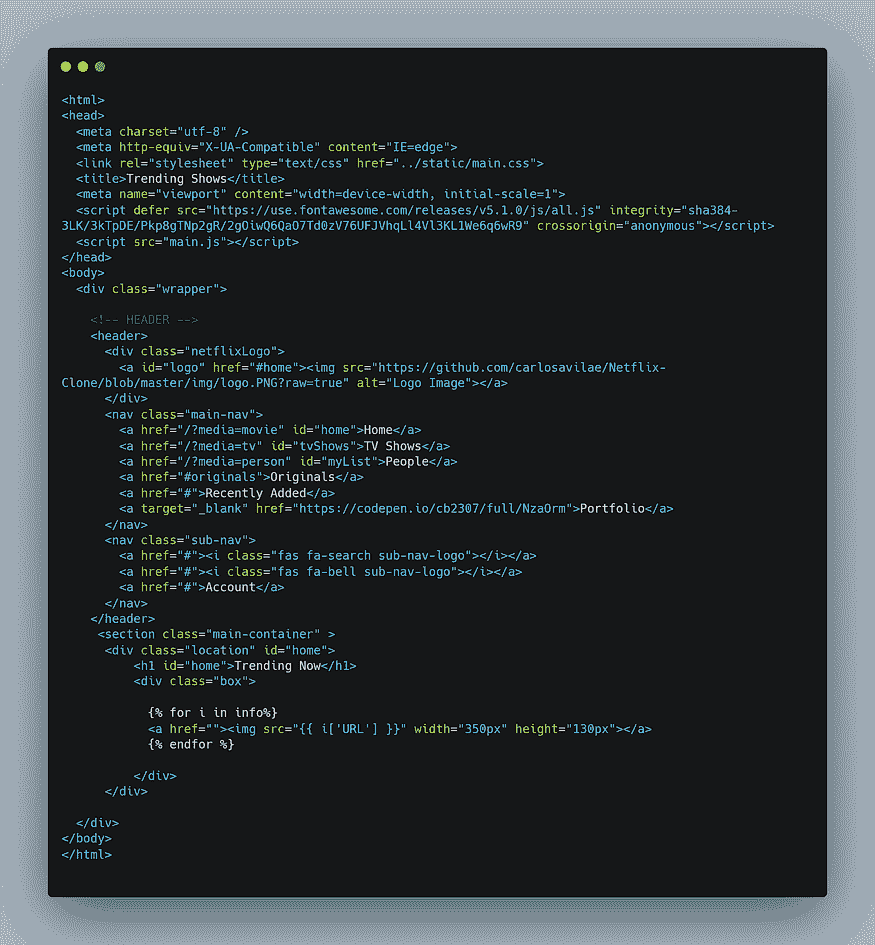 <html>
<head>
  <meta charset="utf-8" />
  <meta http-equiv="X-UA-Compatible" content="IE=edge">
  <link rel="stylesheet" type="text/css" href="../static/main.css">
  <title>Trending Shows</title>
  <meta name="viewport" content="width=device-width, initial-scale=1">
  <script defer src="https://use.fontawesome.com/releases/v5.1.0/js/all.js" integrity="sha384-
3LK/3kTpDE/Pkp8gTNp2gR/2gOiwQ6QaO7Td0zV76UFJVhqLl4Vl3KL1We6q6wR9" crossorigin="anonymous"></script>
  <script src="main.js"></script>
</head>
<body>
  <div class="wrapper">

    <!-- HEADER -->
    <header>
      <div class="netflixLogo">
        <a id="logo" href="#home"><img src="https://github.com/carlosavilae/Netflix-
Clone/blob/master/img/logo.PNG?raw=true" alt="Logo Image"></a>
      </div>
      <nav class="main-nav">
        <a href="/?media=movie" id="home">Home</a>
        <a href="/?media=tv" id="tvShows">TV Shows</a>
        <a href="/?media=person" id="myList">People</a>
        <a href="#originals">Originals</a>
        <a href="#">Recently Added</a>
        <a target="_blank" href="https://codepen.io/cb2307/full/NzaOrm">Portfolio</a>
      </nav>
      <nav class="sub-nav">
        <a href="#"><i class="fas fa-search sub-nav-logo"></i></a>
        <a href="#"><i class="fas fa-bell sub-nav-logo"></i></a>
        <a href="#">Account</a>
      </nav>
    </header>
     <section class="main-container" >
      <div class="location" id="home">
          <h1 id="home">Trending Now</h1>
          <div class="box">

            {% for i in info%}
            <a href=""><img src="{{ i['URL'] }}" width="350px" height="130px"></a>
            {% endfor %}

          </div>
      </div>

  </div>
</body>
</html>